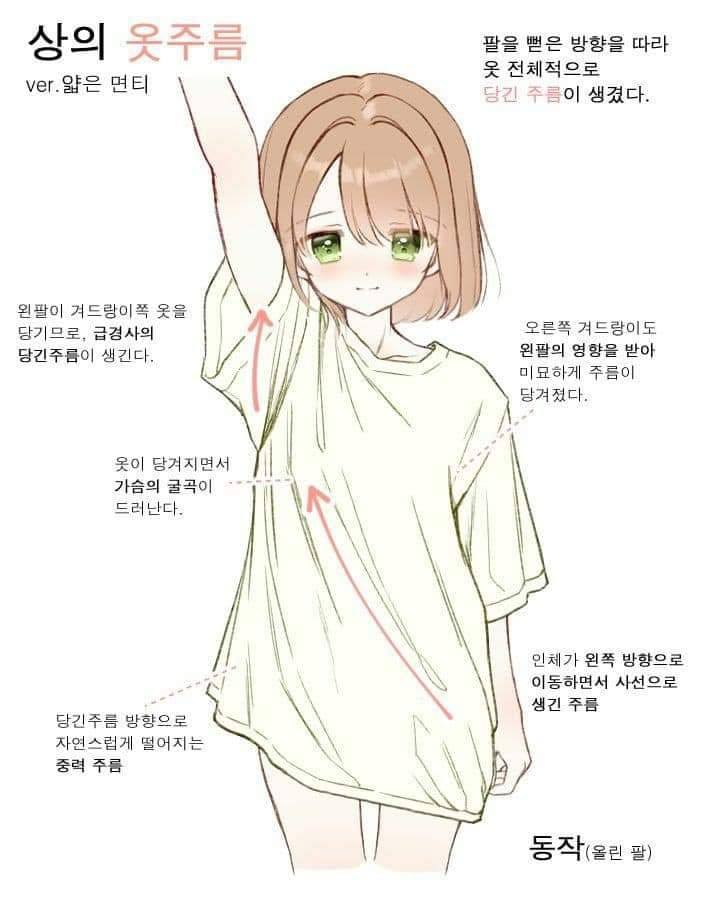 상의 옷주름
ver.얇은 면티
팔을 뻗은 방향을 따라
옷 전체적으로
당긴 주름이 생겼다.
왼팔이 겨드랑이쪽 옷을
당기므로, 급경사의
당긴주름이 생긴다.
오른쪽 겨드랑이도
왼팔의 영향을 받아
미묘하게 주름이
당겨졌다.
옷이 당겨지면서
가슴의 굴곡이
드러난다.
인체가 왼쪽 방향으로
이동하면서 사선으로
생긴 주름
당긴주름 방향으로
자연스럽게 떨어지는
중력 주름
동작(올린 팔)